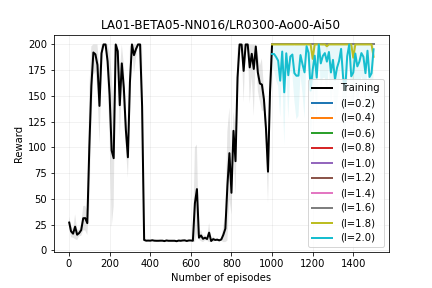 LA01-BETA05-NN016/LR0300-Ao00-Ai50
Reward
200
175
150
125
100
75
50
25
0
Training
(l=0.2)
(l=0.4)
(l=0.6)
(l=0.8)
(l=1.0)
(l=1.2)
(l=1.4)
(l=1.6)
(l=1.8)
(l=2.0)
0 200 400 600 800 1000 1200 1400
Number of episodes